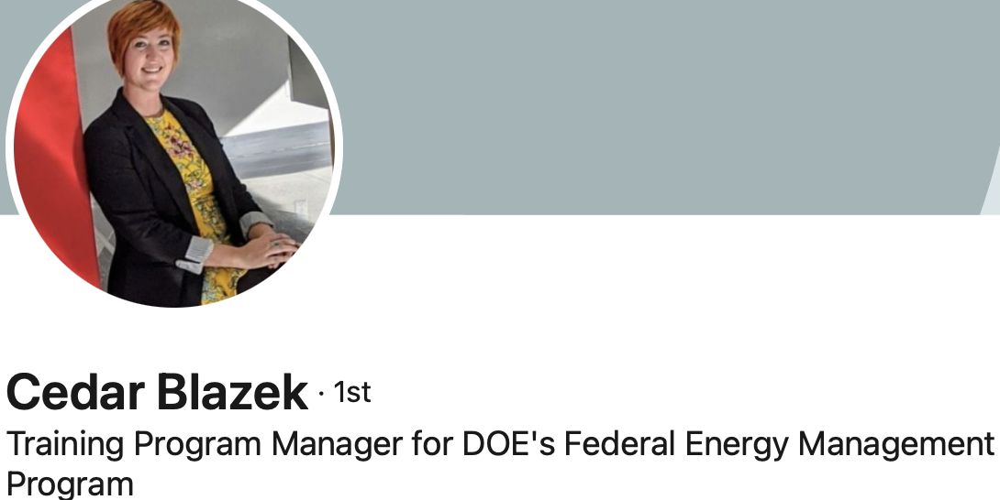 Cedar Blazek · 1st
Training Program Manager for DOE's Federal Energy Management
Program